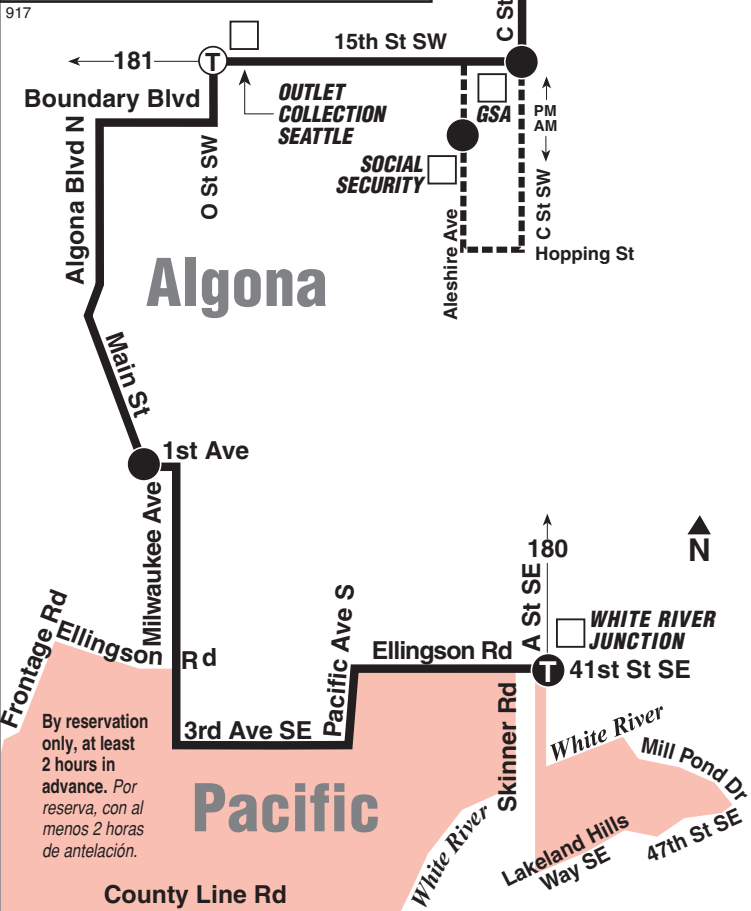 917
C St
15th St SW
181
T
Boundary Blvd
OUTLET
COLLECTION
SEATTLE
GSA
PM
AM
SOCIAL
SECURITY
Algona Blvd N
O St SW
C St SW
Aleshire Ave
Hopping St
Algona
Main St
1st Ave
Milwaukee Ave
180
N
A St SE
WHITE RIVER
JUNCTION
Frontage Rd
Ellingson Rd
Pacific Ave S
Ellingson Rd
T
41st St SE
Skinner Rd
3rd Ave SE
By reservation
only, at least
2 hours in
advance. Por
reserva, con al
menos 2 horas
de antelación.
Pacific
White River
Mill Pond Dr
White River
Lakeland Hills
Way SE
47th St SE
County Line Rd